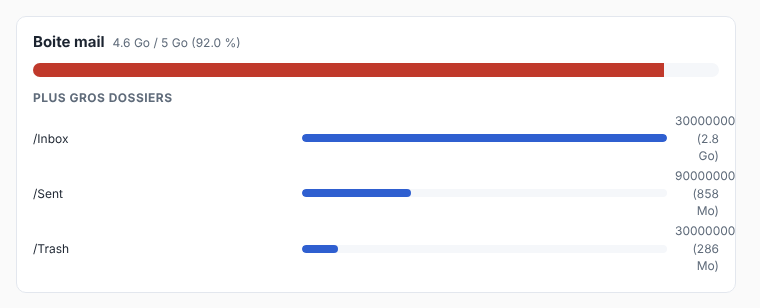 Boite mail 4.6 Go / 5 Go (92.0 %)
PLUS GROS DOSSIERS
/Inbox
30000000
(2.8
Go)
/Sent
90000000
(858
Mo)
/Trash
30000000
(286
Mo)